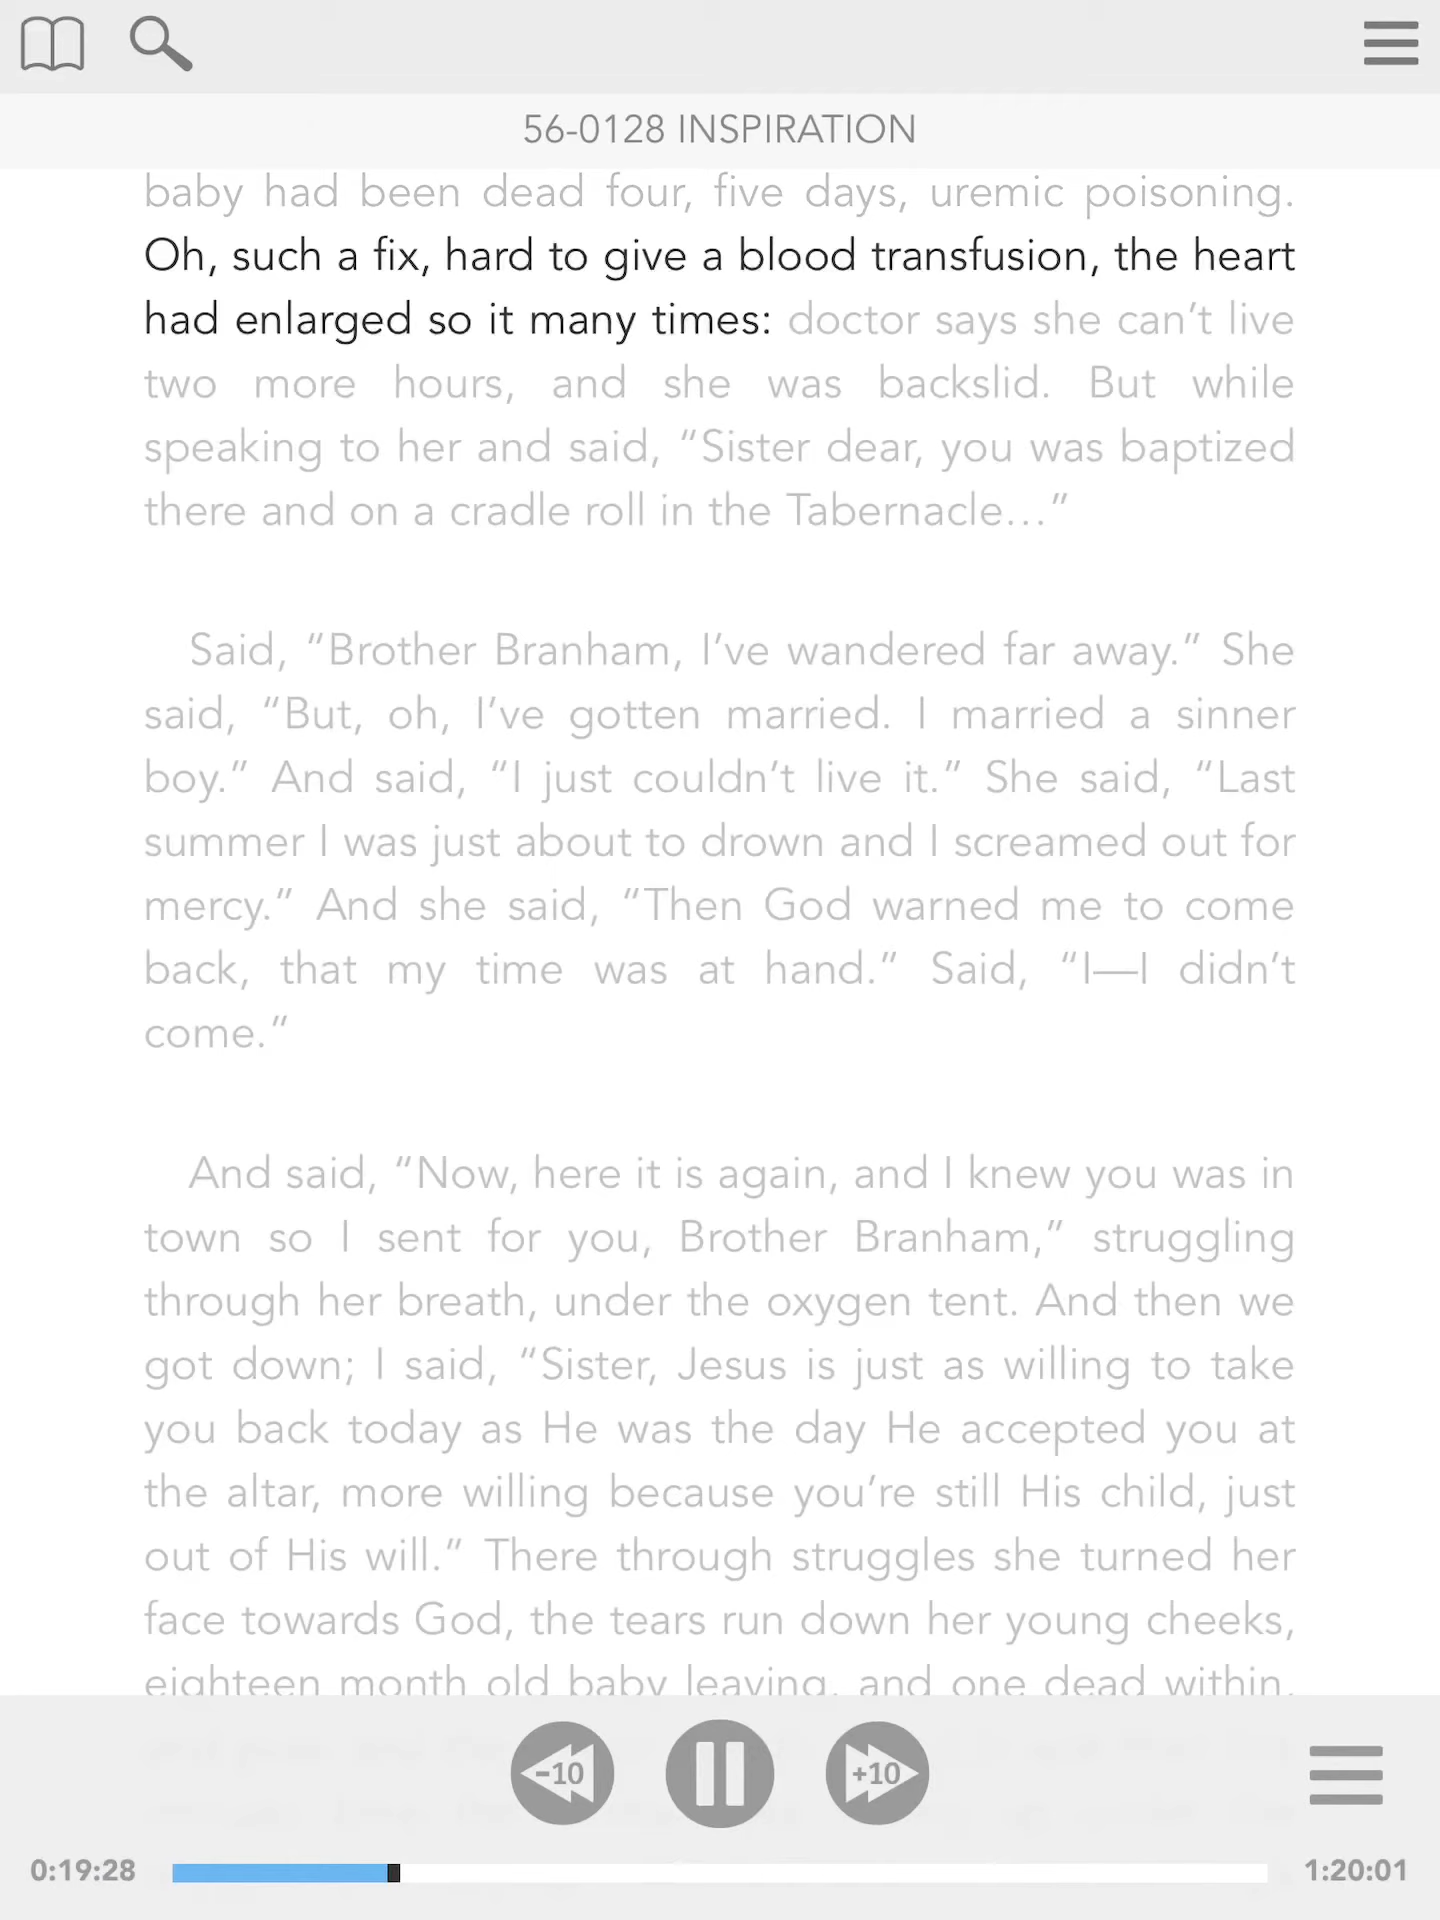 56-0128 INSPIRATION
baby had been dead four, five days, uremic poisoning.
Oh, such a fix, hard to give a blood transfusion, the heart
had enlarged so it many times: doctor says she can’t live
two more hours, and she was backslid. But while
speaking to her and said, “Sister dear, you was baptized
there and on a cradle roll in the Tabernacle…”
Said, “Brother Branham, I’ve wandered far away.” She
said, “But, oh, I’ve gotten married. I married a sinner
boy.” And said, “I just couldn’t live it.” She said, “Last
summer I was just about to drown and I screamed out for
mercy.” And she said, “Then God warned me to come
back, that my time was at hand.” Said, “I—I didn’t
come.”
And said, “Now, here it is again, and I knew you was in
town so I sent for you, Brother Branham,” struggling
through her breath, under the oxygen tent. And then we
got down; I said, “Sister, Jesus is just as willing to take
you back today as He was the day He accepted you at
the altar, more willing because you’re still His child, just
out of His will.” There through struggles she turned her
face towards God, the tears run down her young cheeks,
eighteen month old baby leaving, and one dead within,
-10
+10
0:19:28
1:20:01